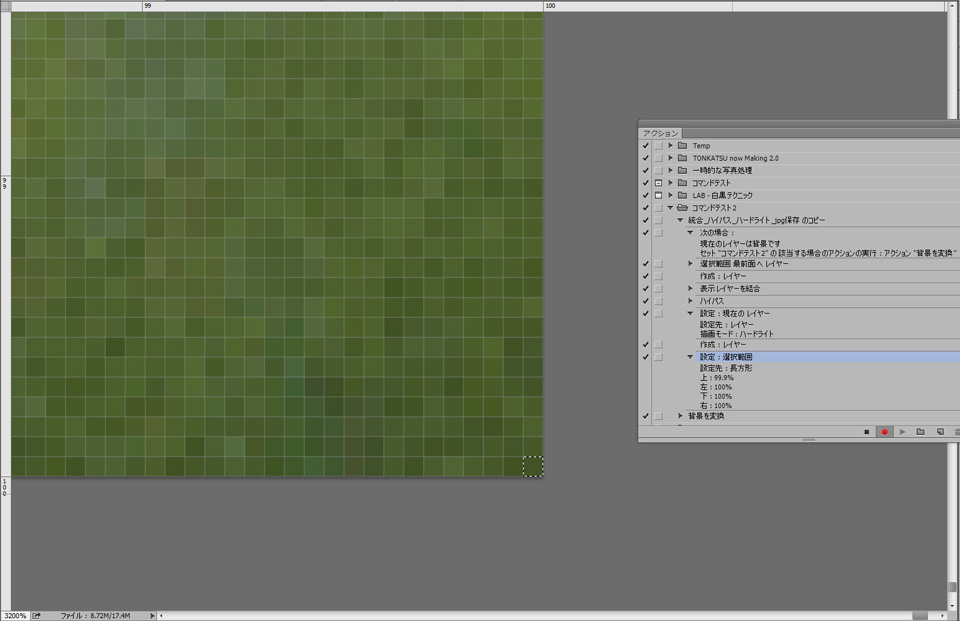 99
100
99
100
アクション
Temp
TONKATSU now Making 2.0
一時的な写真処理
コマンドテスト
LAB - 白黒テクニック
コマンドテスト2
統合_ハイパス_ハードライト_jpg保存 のコピー
次の場合：
現在のレイヤーは背景です
セット "コマンドテスト2" の 該当する場合のアクションの実行：アクション "背景を変換"
選択範囲 最前面へ レイヤー
作成：レイヤー
表示レイヤーを結合
ハイパス
設定：現在の レイヤー
設定先：レイヤー
描画モード：ハードライト
作成：レイヤー
設定：選択範囲
設定先：長方形
上：99.9%
左：100%
下：100%
右：100%
背景を変換
3200%
ファイル：8.72M/17.4M